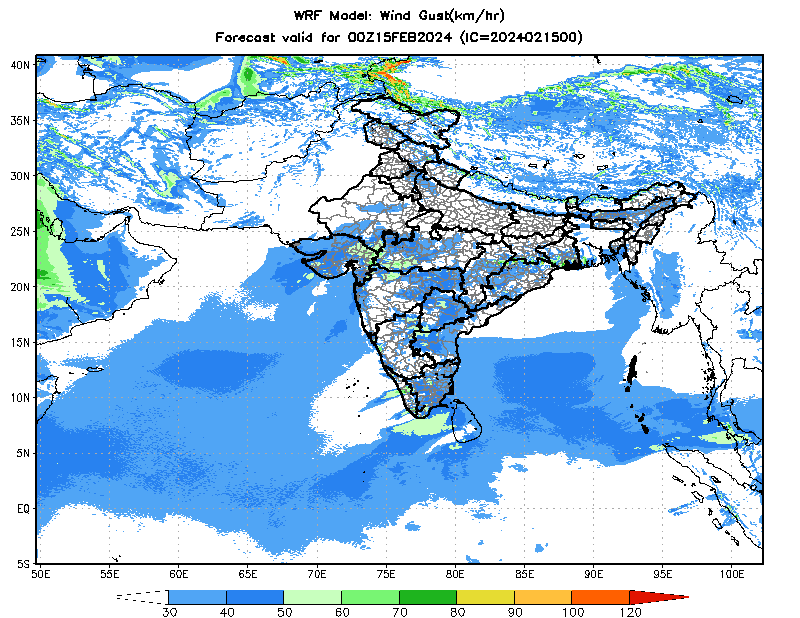 WRF Model: Wind Gust(km/hr)
Forecast valid for 00Z15FEB2024 (IC=2024021500)
40N
35N
30N
25N
20N
15N
10N
5N
EQ
5S
50E 55E 60E 65E 70E 75E 80E 85E 90E 95E 100E
30 40 50 60 70 80 90 100 120